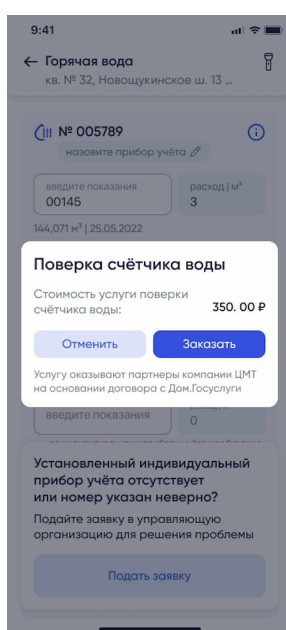 9:41
Горячая вода
кв. № 32, Новощукинское ш. 13 ...
№ 005789
назовите прибор учёта
введите показания
00145
расход | м³
3
144,071 м³ | 25.05.2022
Поверка счётчика воды
Стоимость услуги поверки
счётчика воды:
350. 00 ₽
Отменить
Заказать
Услугу оказывают партнеры компании ЦМТ
на основании договора с Дом.Госуслуги
введите показания
0
Установленный индивидуальный
прибор учёта отсутствует
или номер указан неверно?
Подайте заявку в управляющую
организацию для решения проблемы
Подать заявку